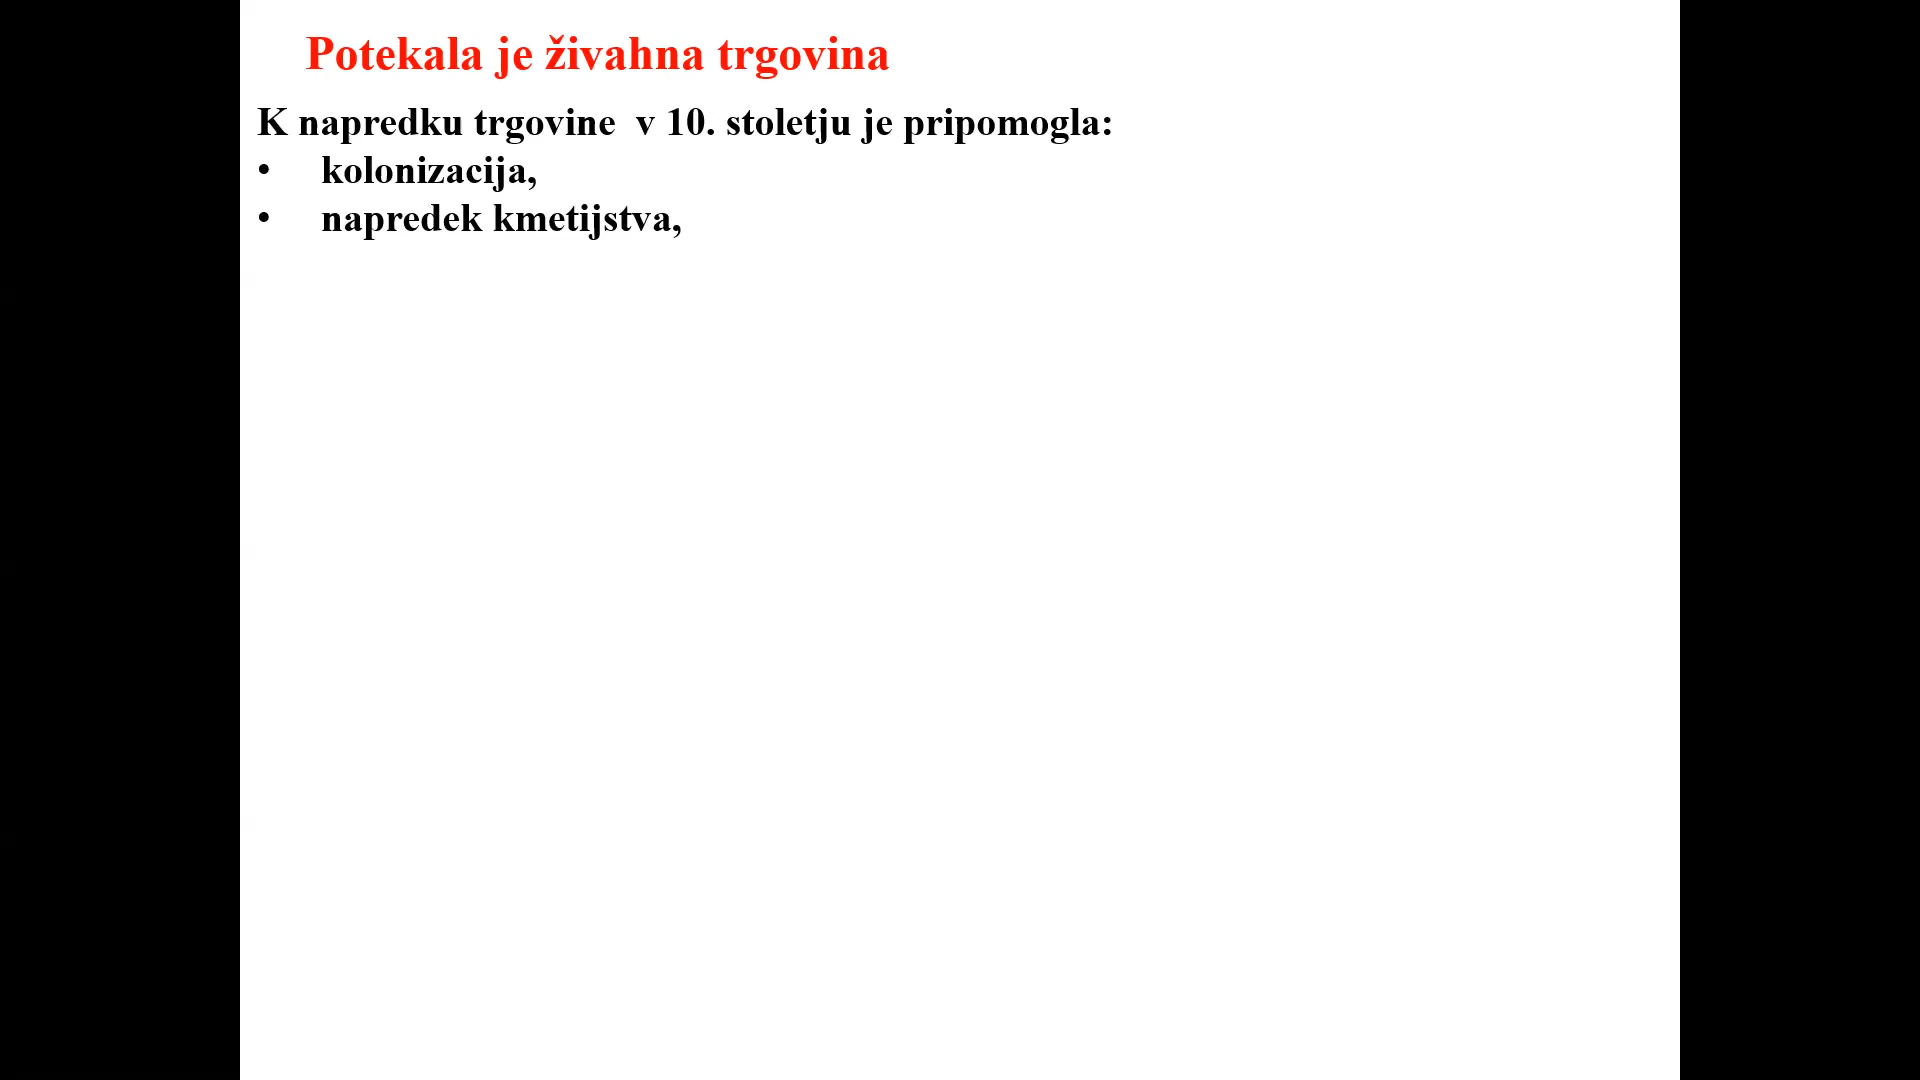 Potekala je živahna trgovina
K napredku trgovine  v 10. stoletju je pripomogla:
• kolonizacija,
• napredek kmetijstva,